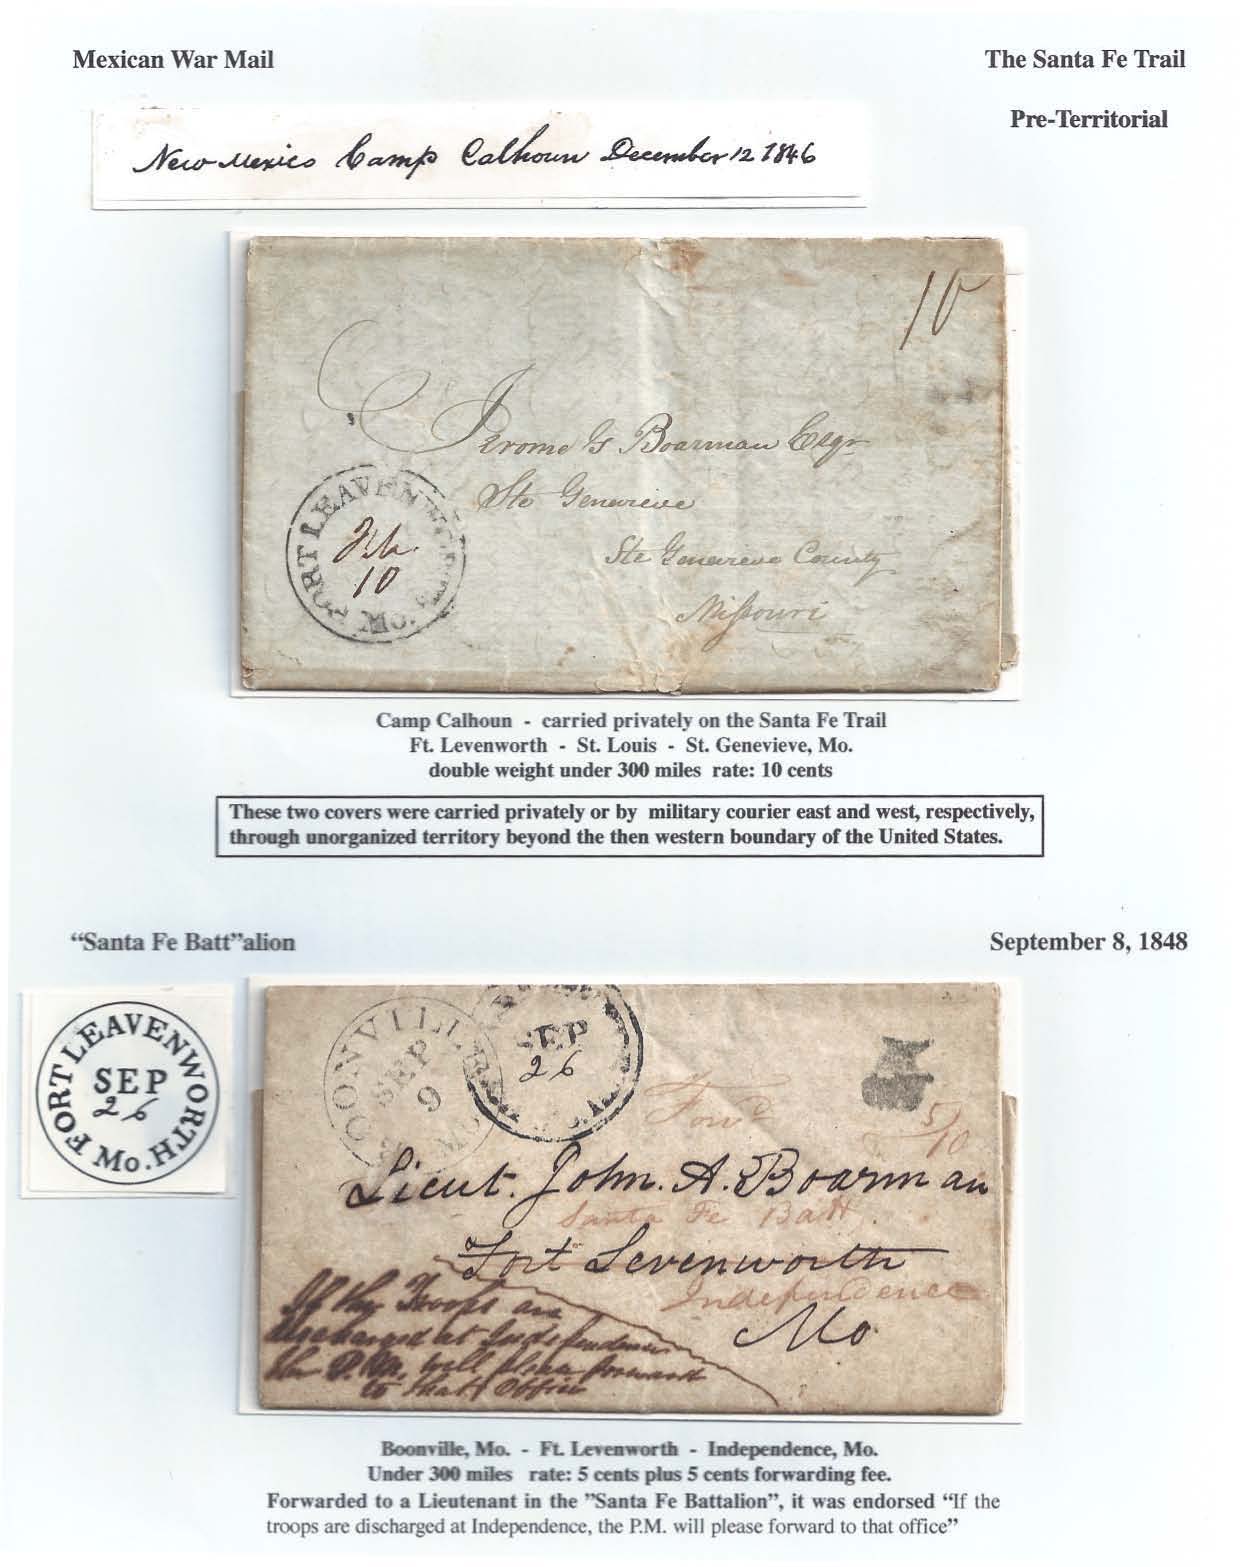 Mexican War Mail
The Santa Fe Trail
Pre-Territorial
New Mexico Camp Calhoun December 12 1846
10
Jerome G Boarman Esqr
Ste Genevieve
Ste Genevieve County
Missouri
FORT LEAVENWORTH Mo.
Feb.
10
Camp Calhoun - carried privately on the Santa Fe Trail
Ft. Levenworth - St. Louis - St. Genevieve, Mo.
double weight under 300 miles rate: 10 cents
These two covers were carried privately or by military courier east and west, respectively,
through unorganized territory beyond the then western boundary of the United States.
“Santa Fe Batt”alion
September 8, 1848
FORT LEAVENWORTH Mo.
SEP
26
BOONVILLE Mo.
SEP
9
SEP
26
Forwd
5/10
Lieut. John. A. Boarman
Santa Fe Batt.
Fort Levenworth
Independence
Mo
If the Troops are
discharged at Independence
the P.M. will please forward
to that Office
Boonville, Mo. - Ft. Levenworth - Independence, Mo.
Under 300 miles rate: 5 cents plus 5 cents forwarding fee.
Forwarded to a Lieutenant in the ”Santa Fe Battalion”, it was endorsed “If the
troops are discharged at Independence, the P.M. will please forward to that office”